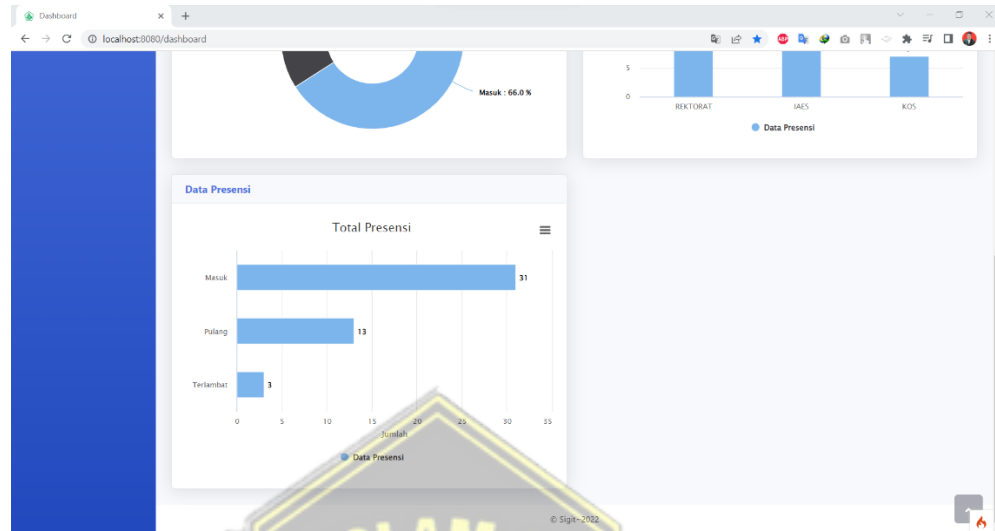 Dashboard
localhost:8080/dashboard
Masuk : 66.0 %
5
0
REKTORAT IAES KOS
Data Presensi
Data Presensi
Total Presensi
Masuk 31
Pulang 13
Terlambat 3
0 5 10 15 20 25 30 35
Jumlah
Data Presensi
© Sigit~2022